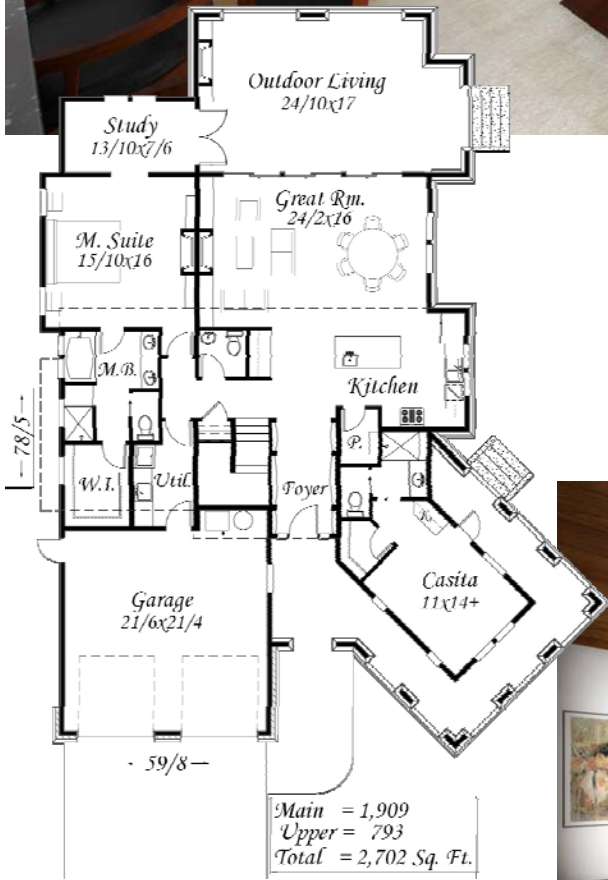 Outdoor Living
24/10x17
Study
13/10x7/6
Great Rm.
24/2x16
M. Suite
15/10x16
M.B.
Kitchen
78/5
P.
W.I.
Util.
Foyer
Casita
11x14+
Garage
21/6x21/4
59/8
Main = 1,909
Upper = 793
Total = 2,702 Sq. Ft.